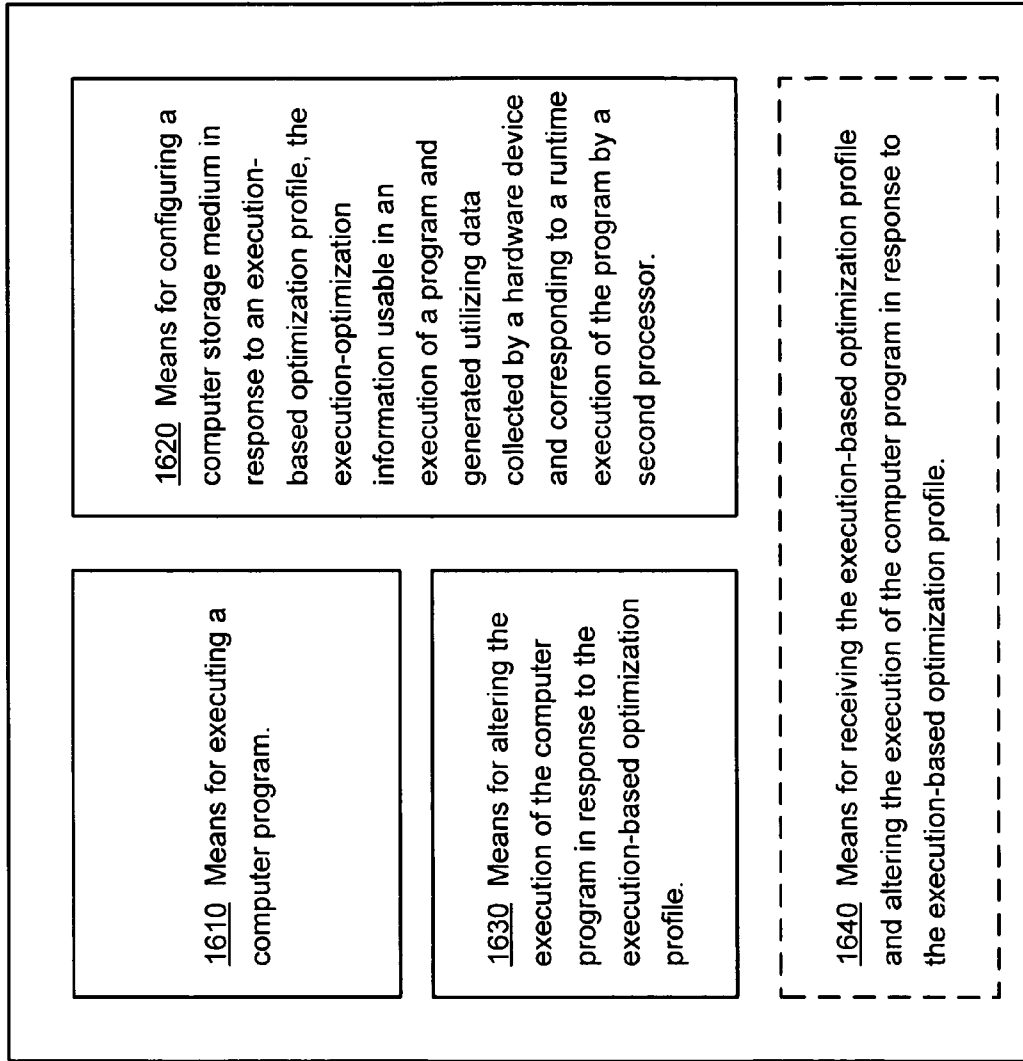 1610 Means for executing a
computer program.
1620 Means for configuring a
computer storage medium in
response to an execution-
based optimization profile, the
execution-optimization
information usable in an
execution of a program and
generated utilizing data
collected by a hardware device
and corresponding to a runtime
execution of the program by a
second processor.
1630 Means for altering the
execution of the computer
program in response to the
execution-based optimization
profile.
1640 Means for receiving the execution-based optimization profile
and altering the execution of the computer program in response to
the execution-based optimization profile.